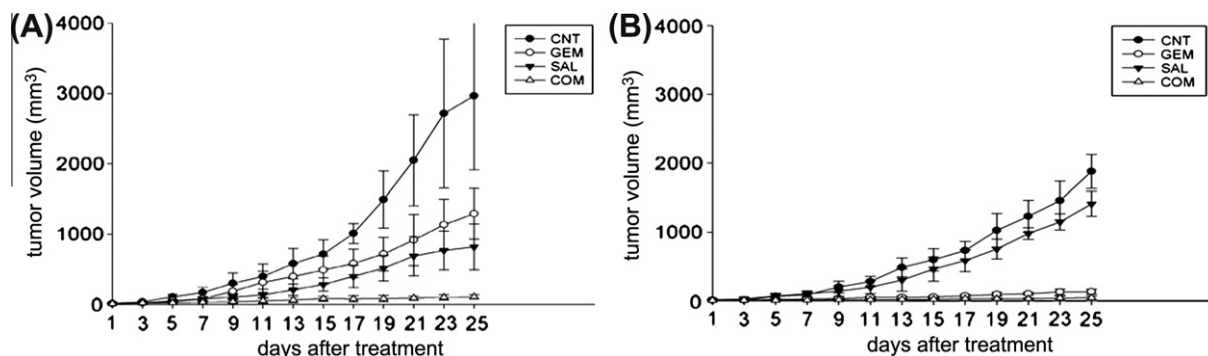 (A)
tumor volume (mm³)
4000
3000
2000
1000
0
1 3 5 7 9 11 13 15 17 19 21 23 25
days after treatment
CNT
GEM
SAL
COM
(B)
tumor volume (mm³)
4000
3000
2000
1000
0
1 3 5 7 9 11 13 15 17 19 21 23 25
days after treatment
CNT
GEM
SAL
COM